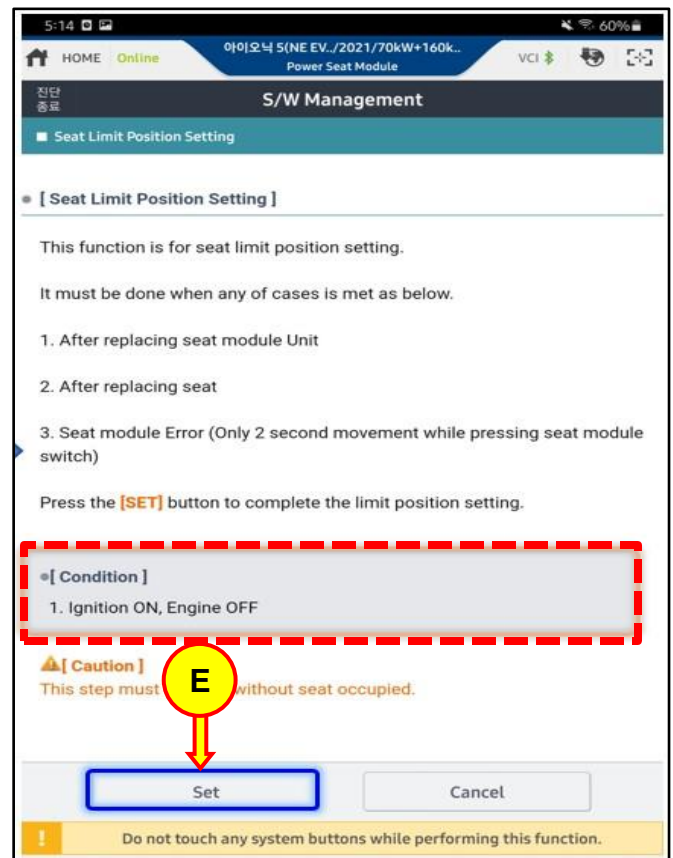 5:14 60%
HOME Online 아이오닉 5(NE EV../2021/70kW+160k.. VCI
Power Seat Module
진단
종료
S/W Management
Seat Limit Position Setting
[ Seat Limit Position Setting ]
This function is for seat limit position setting.
It must be done when any of cases is met as below.
1. After replacing seat module Unit
2. After replacing seat
3. Seat module Error (Only 2 second movement while pressing seat module
switch)
Press the [SET] button to complete the limit position setting.
[ Condition ]
1. Ignition ON, Engine OFF
[ Caution ]
This step must without seat occupied.
E
Set Cancel
! Do not touch any system buttons while performing this function.